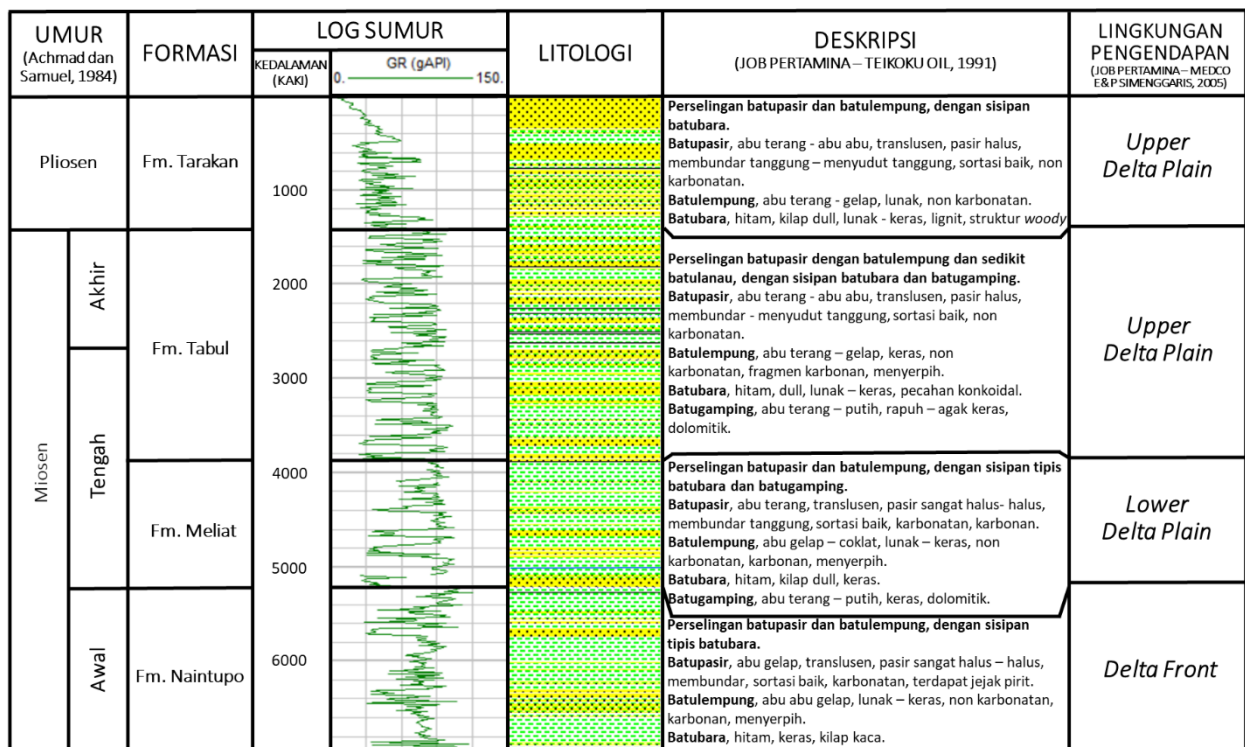 UMUR
(Achmad dan
Samuel, 1984)
FORMASI
LOG SUMUR
KEDALAMAN
(KAKI)
GR (gAPI)
0.
150.
LITOLOGI
DESKRIPSI
(JOB PERTAMINA – TEIKOKU OIL, 1991)
LINGKUNGAN
PENGENDAPAN
(JOB PERTAMINA – MEDCO
E&P SIMENGGARIS, 2005)
Pliosen
Fm. Tarakan
1000
Perselingan batupasir dan batulempung, dengan sisipan
batubara.
Batupasir, abu terang - abu abu, translusen, pasir halus,
membundar tanggung – menyudut tanggung, sortasi baik, non
karbonatan.
Batulempung, abu terang - gelap, lunak, non karbonatan.
Batubara, hitam, kilap dull, lunak - keras, lignit, struktur woody
Upper
Delta Plain
Miosen
Akhir
Tengah
Fm. Tabul
2000
3000
Perselingan batupasir dengan batulempung dan sedikit
batulanau, dengan sisipan batubara dan batugamping.
Batupasir, abu terang - abu abu, translusen, pasir halus,
membundar - menyudut tanggung, sortasi baik, non
karbonatan.
Batulempung, abu terang – gelap, keras, non
karbonatan, fragmen karbonan, menyerpih.
Batubara, hitam, dull, lunak – keras, pecahan konkoidal.
Batugamping, abu terang – putih, rapuh – agak keras,
dolomitik.
Upper
Delta Plain
Fm. Meliat
4000
5000
Perselingan batupasir dan batulempung, dengan sisipan tipis
batubara dan batugamping.
Batupasir, abu terang, translusen, pasir sangat halus- halus,
membundar tanggung, sortasi baik, karbonatan, karbonan.
Batulempung, abu gelap – coklat, lunak – keras, non
karbonatan, karbonan, menyerpih.
Batubara, hitam, kilap dull, keras.
Batugamping, abu terang – putih, keras, dolomitik.
Lower
Delta Plain
Awal
Fm. Naintupo
6000
Perselingan batupasir dan batulempung, dengan sisipan
tipis batubara.
Batupasir, abu gelap, translusen, pasir sangat halus – halus,
membundar, sortasi baik, karbonatan, terdapat jejak pirit.
Batulempung, abu abu gelap, lunak – keras, non karbonatan,
karbonan, menyerpih.
Batubara, hitam, keras, kilap kaca.
Delta Front